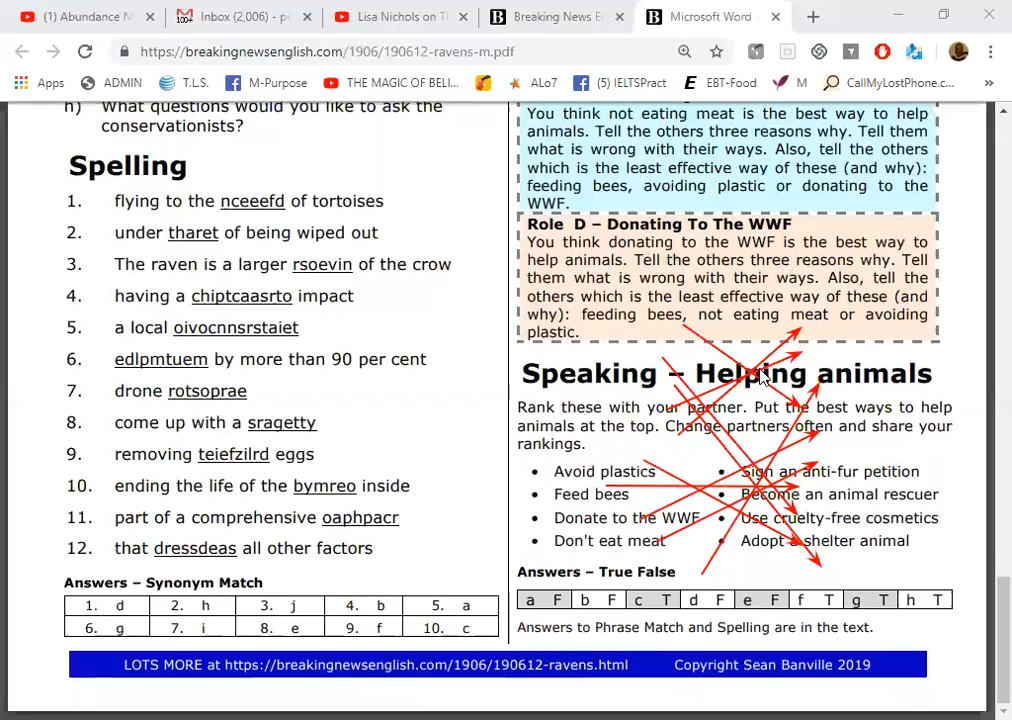 (1) Abundance N
Inbox (2,006) - p
Lisa Nichols on T
Breaking News E
Microsoft Word -
https://breakingnewsenglish.com/1906/190612-ravens-m.pdf
Apps
ADMIN
T.L.S.
M-Purpose
THE MAGIC OF BELI...
ALo7
(5) IELTSPract
EBT-Food
M
CallMyLostPhone.c...
»
h) What questions would you like to ask the
conservationists?
Spelling
1. flying to the nceeefd of tortoises
2. under tharet of being wiped out
3. The raven is a larger rsoevin of the crow
4. having a chiptcaasrto impact
5. a local oivocnnsrstaiet
6. edlpmtuem by more than 90 per cent
7. drone rotsoprae
8. come up with a sragetty
9. removing teiefzilrd eggs
10. ending the life of the bymreo inside
11. part of a comprehensive oaphpacr
12. that dressdeas all other factors
Answers – Synonym Match
1. d 2. h 3. j 4. b 5. a
6. g 7. i 8. e 9. f 10. c
You think not eating meat is the best way to help
animals. Tell the others three reasons why. Tell them
what is wrong with their ways. Also, tell the others
which is the least effective way of these (and why):
feeding bees, avoiding plastic or donating to the
WWF.
Role D – Donating To The WWF
You think donating to the WWF is the best way to
help animals. Tell the others three reasons why. Tell
them what is wrong with their ways. Also, tell the
others which is the least effective way of these (and
why): feeding bees, not eating meat or avoiding
plastic.
Speaking – Helping animals
Rank these with your partner. Put the best ways to help
animals at the top. Change partners often and share your
rankings.
• Avoid plastics
• Feed bees
• Donate to the WWF
• Don't eat meat
• Sign an anti-fur petition
• Become an animal rescuer
• Use cruelty-free cosmetics
• Adopt a shelter animal
Answers – True False
a F b F c T d F e F f T g T h T
Answers to Phrase Match and Spelling are in the text.
LOTS MORE at https://breakingnewsenglish.com/1906/190612-ravens.html Copyright Sean Banville 2019